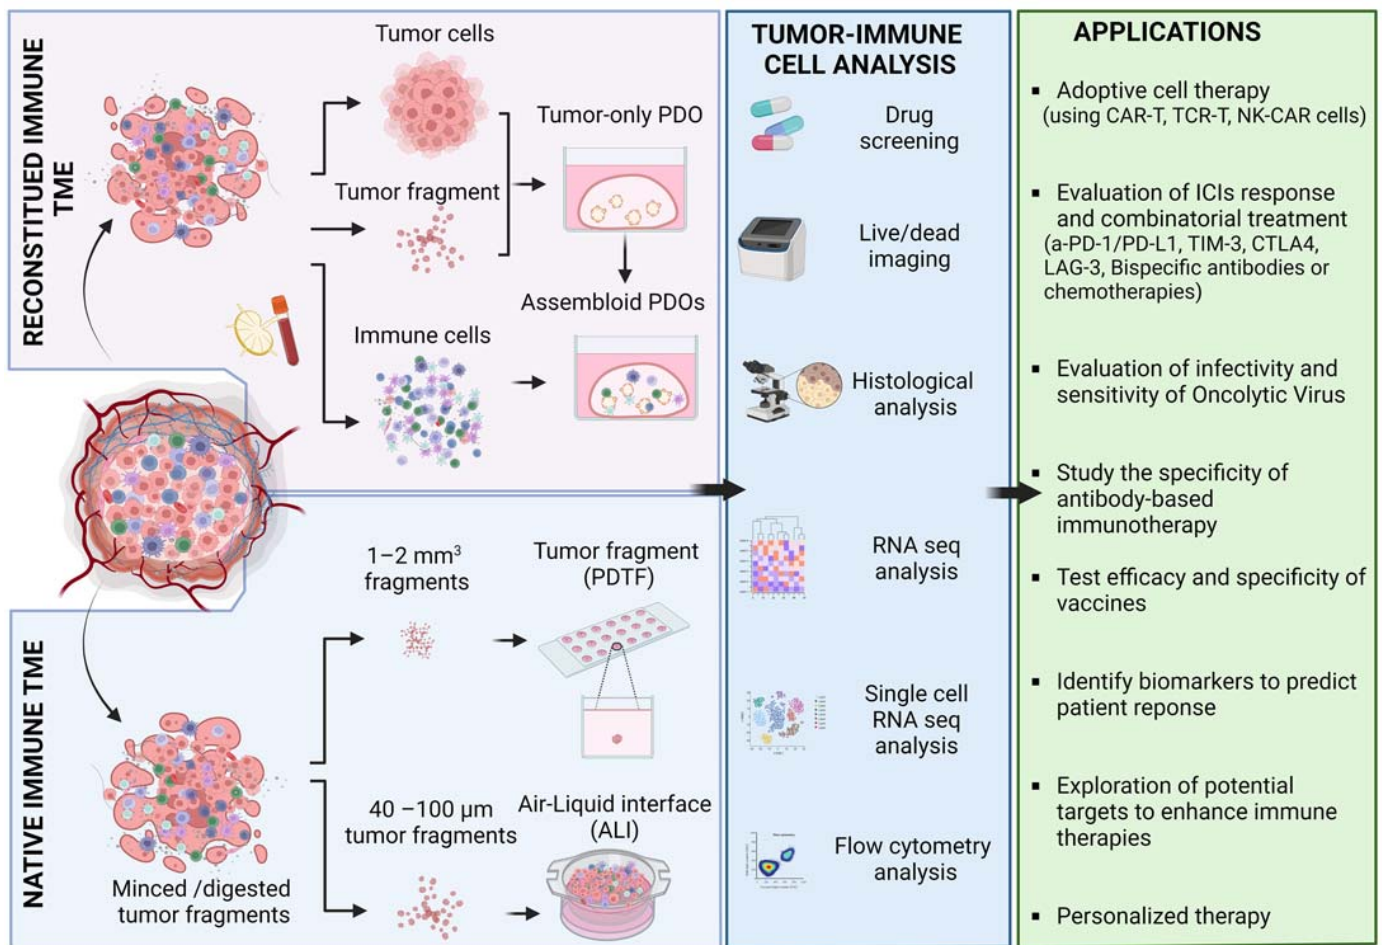 RECONSTITUED IMMUNE
TME
Tumor cells
Tumor fragment
Immune cells
Tumor-only PDO
Assembloid PDOs
NATIVE IMMUNE TME
Minced /digested
tumor fragments
1–2 mm³
fragments
Tumor fragment
(PDTF)
40 –100 µm
tumor fragments
Air-Liquid interface
(ALI)
TUMOR-IMMUNE
CELL ANALYSIS
Drug
screening
Live/dead
imaging
Histological
analysis
RNA seq
analysis
Single cell
RNA seq
analysis
Flow cytometry
analysis
APPLICATIONS
▪ Adoptive cell therapy
(using CAR-T, TCR-T, NK-CAR cells)
▪ Evaluation of ICIs response
and combinatorial treatment
(a-PD-1/PD-L1, TIM-3, CTLA4,
LAG-3, Bispecific antibodies or
chemotherapies)
▪ Evaluation of infectivity and
sensitivity of Oncolytic Virus
▪ Study the specificity of
antibody-based
immunotherapy
▪ Test efficacy and specificity of
vaccines
▪ Identify biomarkers to predict
patient reponse
▪ Exploration of potential
targets to enhance immune
therapies
▪ Personalized therapy